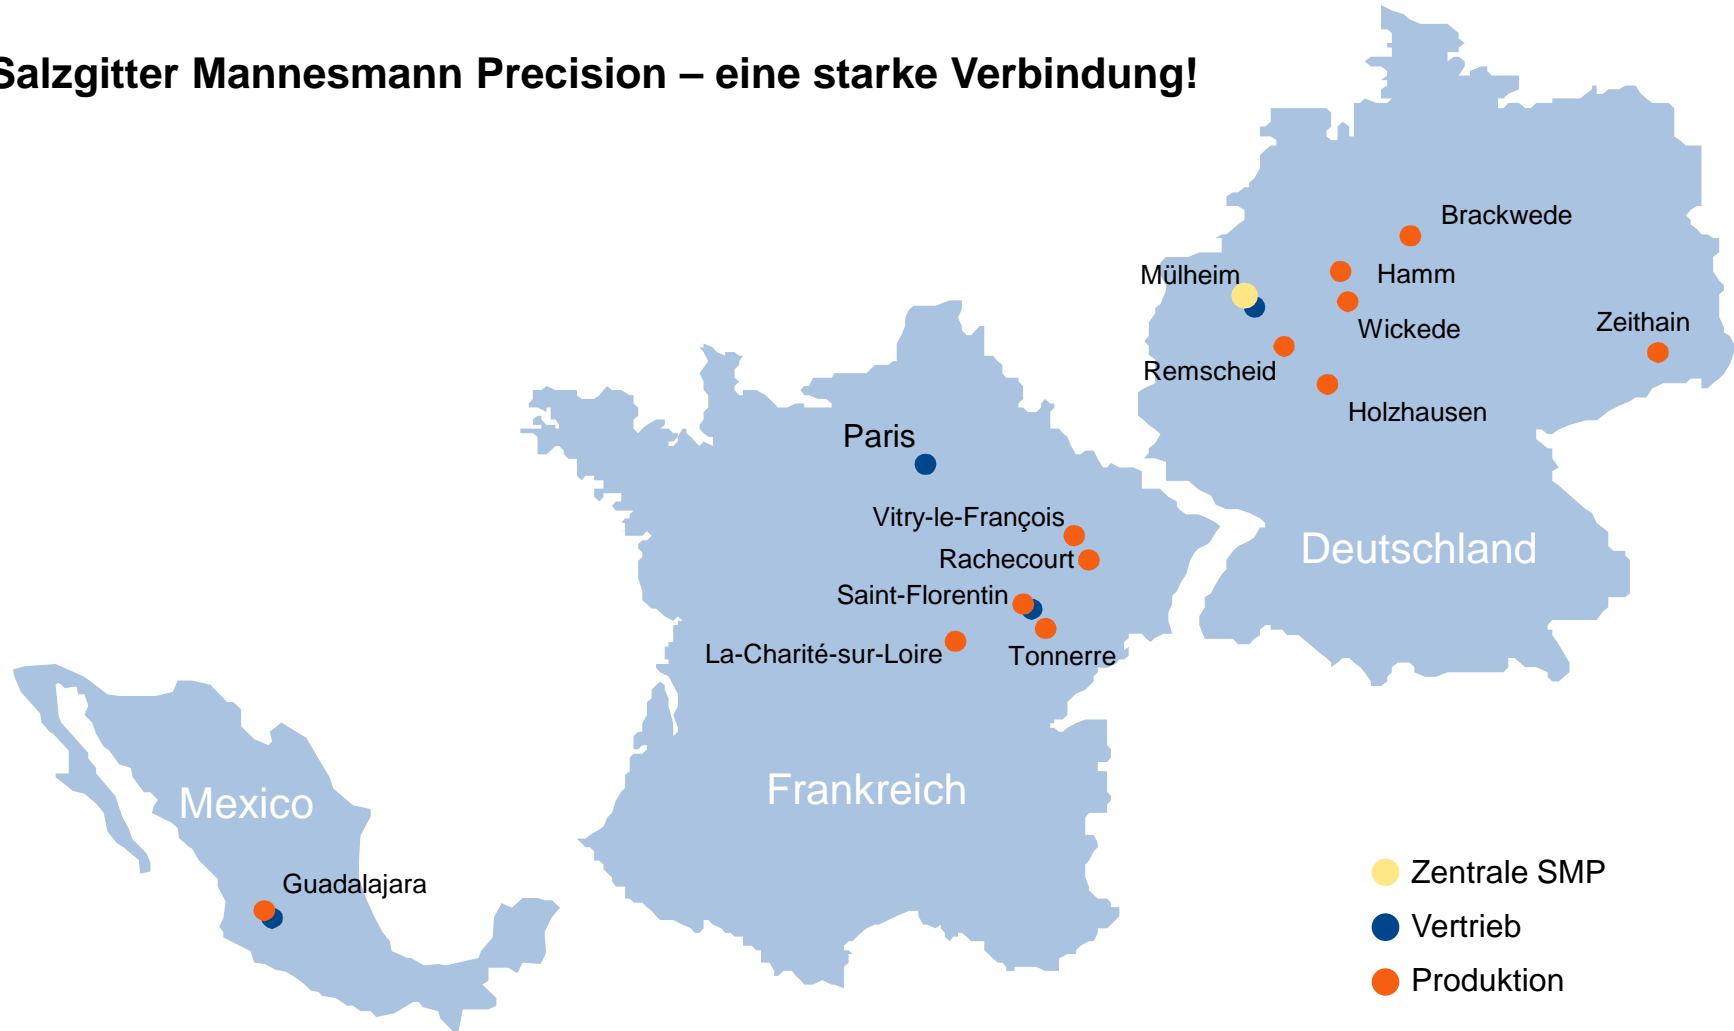 Salzgitter Mannesmann Precision – eine starke Verbindung!
Brackwede
Mülheim
Hamm
Wickede
Zeithain
Remscheid
Holzhausen
Paris
Vitry-le-François
Rachecourt
Deutschland
Saint-Florentin
La-Charité-sur-Loire
Tonnerre
Mexico
Frankreich
Guadalajara
Zentrale SMP
Vertrieb
Produktion